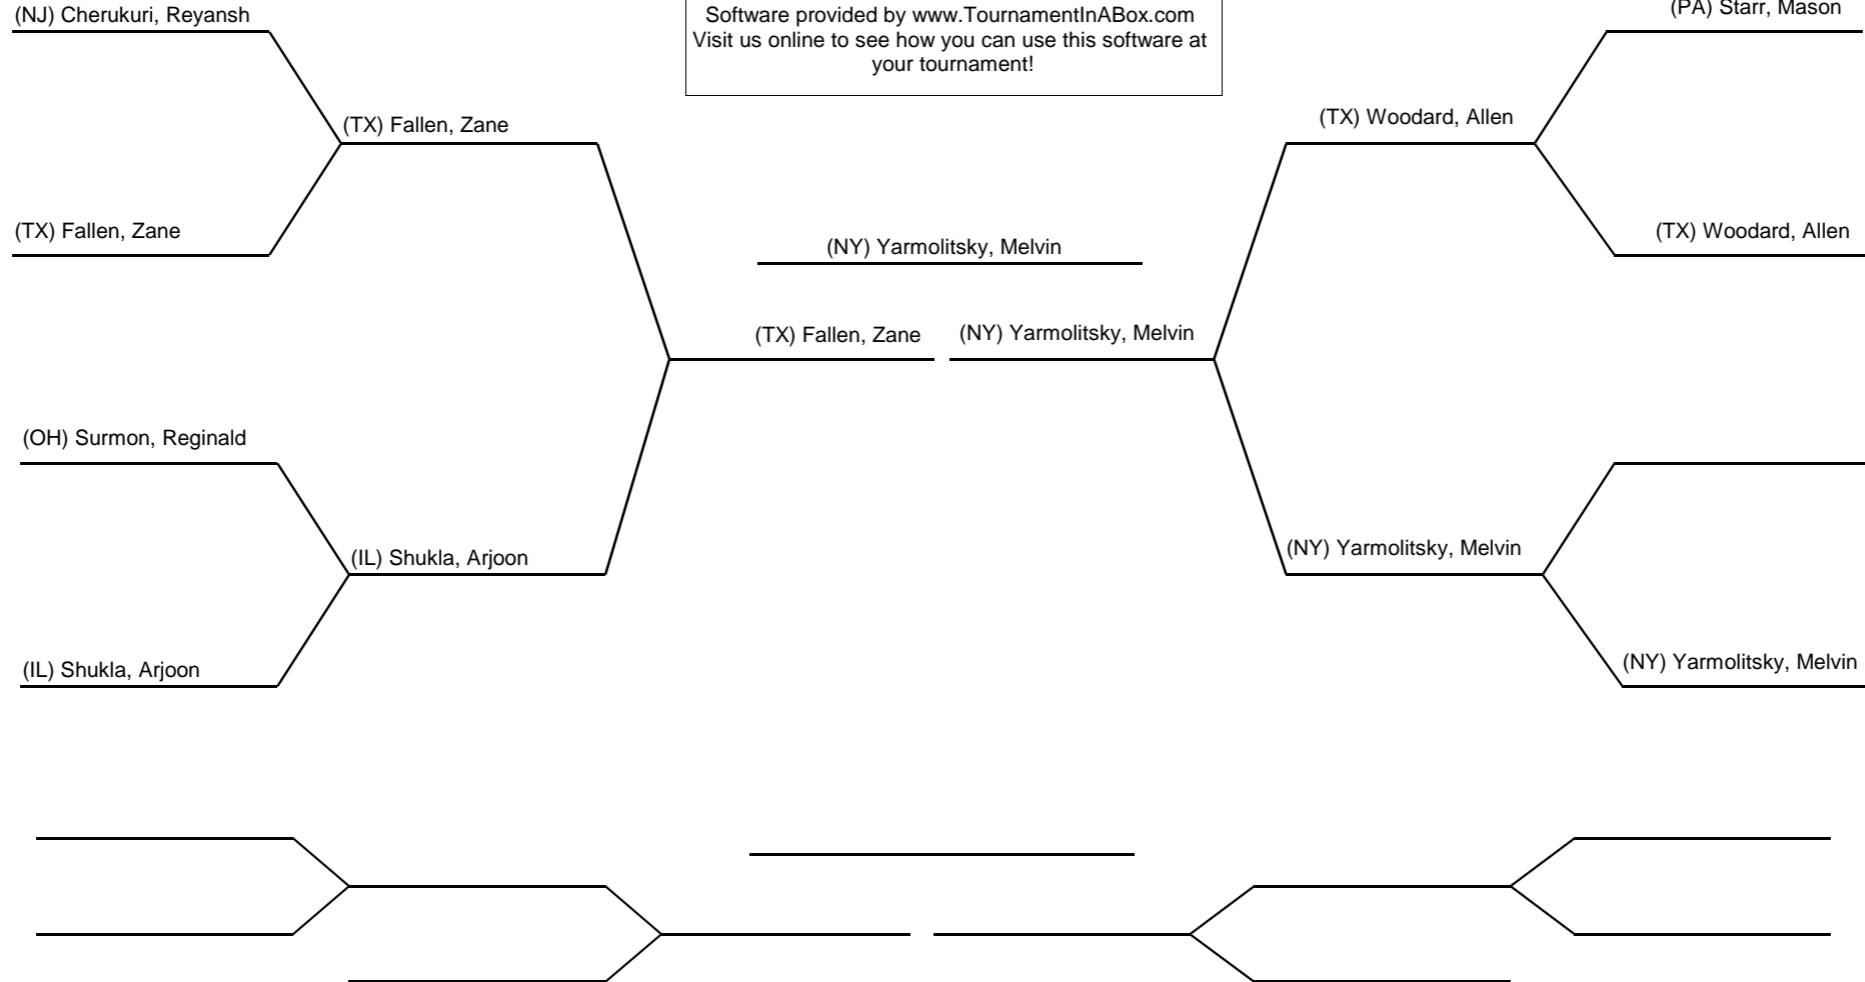 (NJ) Cherukuri, Reyansh
Software provided by www.TournamentInABox.com
Visit us online to see how you can use this software at
your tournament!
(PA) Starr, Mason
(TX) Fallen, Zane
(TX) Woodard, Allen
(TX) Fallen, Zane
(NY) Yarmolitsky, Melvin
(TX) Woodard, Allen
(TX) Fallen, Zane
(NY) Yarmolitsky, Melvin
(OH) Surmon, Reginald
(IL) Shukla, Arjoon
(NY) Yarmolitsky, Melvin
(IL) Shukla, Arjoon
(NY) Yarmolitsky, Melvin